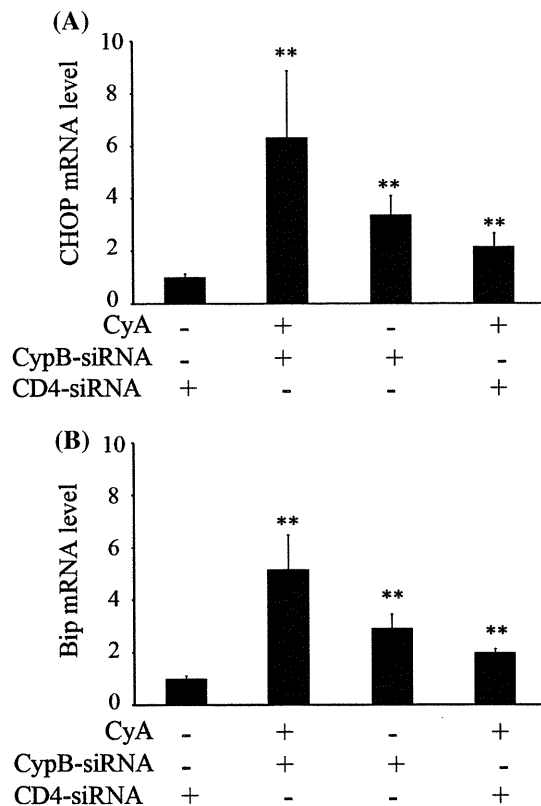 (A)
CHOP mRNA level
10
8
6
4
2
0
**
**
**
CyA - + - +
CypB-siRNA - + + -
CD4-siRNA + - - +
(B)
Bip mRNA level
10
8
6
4
2
0
**
**
**
CyA - + - +
CypB-siRNA - + + -
CD4-siRNA + - - +